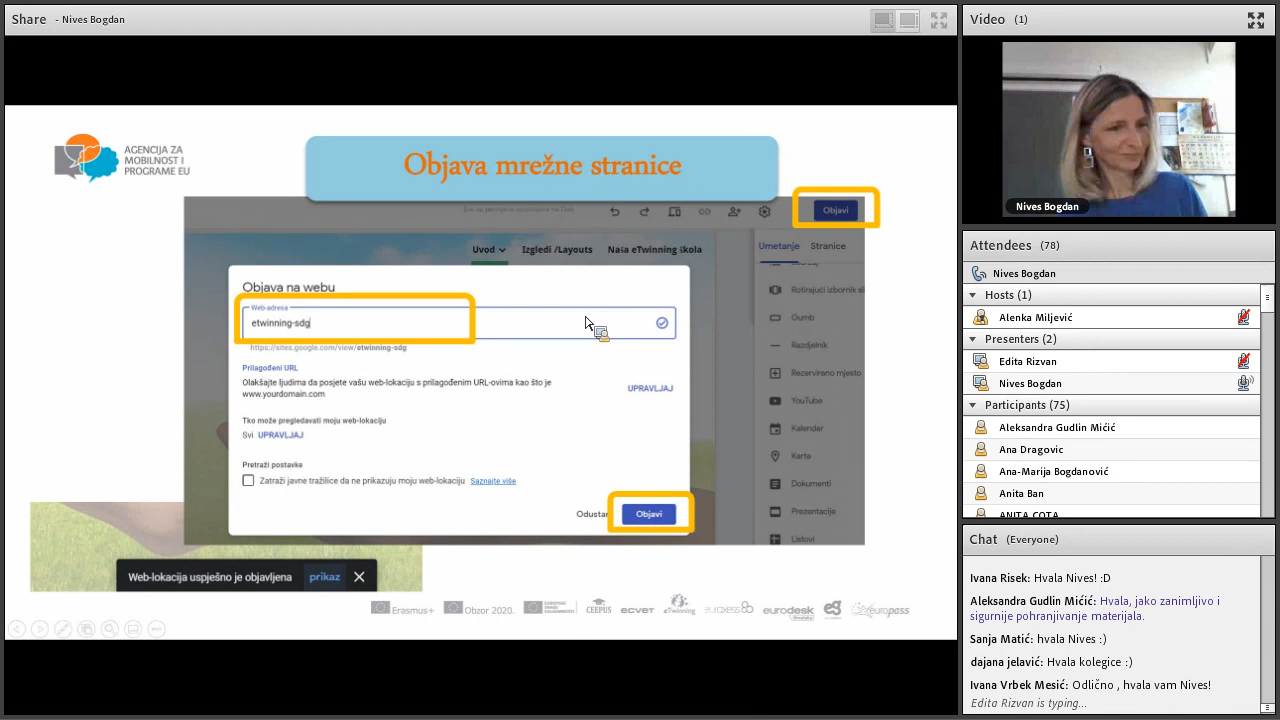 Share - Nives Bogdan
AGENCIJA ZA
MOBILNOST I
PROGRAME EU
Objava mrežne stranice
Objavi
Uvod
Izgledi /Layouts
Naša eTwinning škola
Umetanje
Stranice
Objava na webu
Web-adresa
etwinning-sdg
https://sites.google.com/view/etwinning-sdg
Prilagođeni URL
Olakšajte ljudima da posjete vašu web-lokaciju s prilagođenim URL-ovima kao što je
www.yourdomain.com
UPRAVLJAJ
Tko može pregledavati moju web-lokaciju
Svi UPRAVLJAJ
Pretraži postavke
Zatraži javne tražilice da ne prikazuju moju web-lokaciju Saznajte više
Objavi
Rotirajući izbornik
Gumb
Razdjelnik
Rezervirano mjesto
YouTube
Kalendar
Karta
Dokumenti
Prezentacije
Listovi
Web-lokacija uspješno je objavljena prikaz
Erasmus+
Obzor 2020.
CEEPUS
ECVET
eTwinning
euraxess
eurodesk
europass
Video (1)
Nives Bogdan
Attendees (78)
Nives Bogdan
Hosts (1)
Alenka Miljević
Presenters (2)
Edita Rizvan
Nives Bogdan
Participants (75)
Aleksandra Gudlin Mićić
Ana Dragovic
Ana-Marija Bogdanović
Anita Ban
ANITA COTA
Chat (Everyone)
Ivana Risek: Hvala Nives! :D
Aleksandra Gudlin Mićić: Hvala, jako zanimljivo i
sigurnije pohranjivanje materijala.
Sanja Matić: hvala Nives :)
dajana jelavić: Hvala kolegice :)
Ivana Vrbek Mesić: Odlično , hvala vam Nives!
Edita Rizvan is typing...